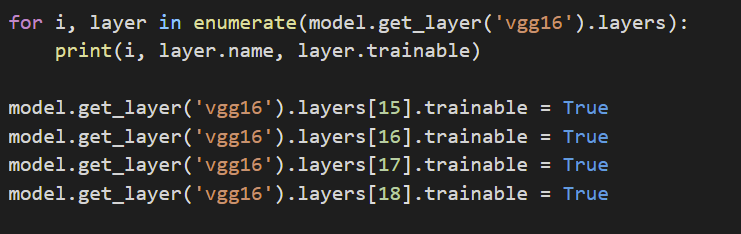 for i, layer in enumerate(model.get_layer('vgg16').layers):
    print(i, layer.name, layer.trainable)

model.get_layer('vgg16').layers[15].trainable = True
model.get_layer('vgg16').layers[16].trainable = True
model.get_layer('vgg16').layers[17].trainable = True
model.get_layer('vgg16').layers[18].trainable = True